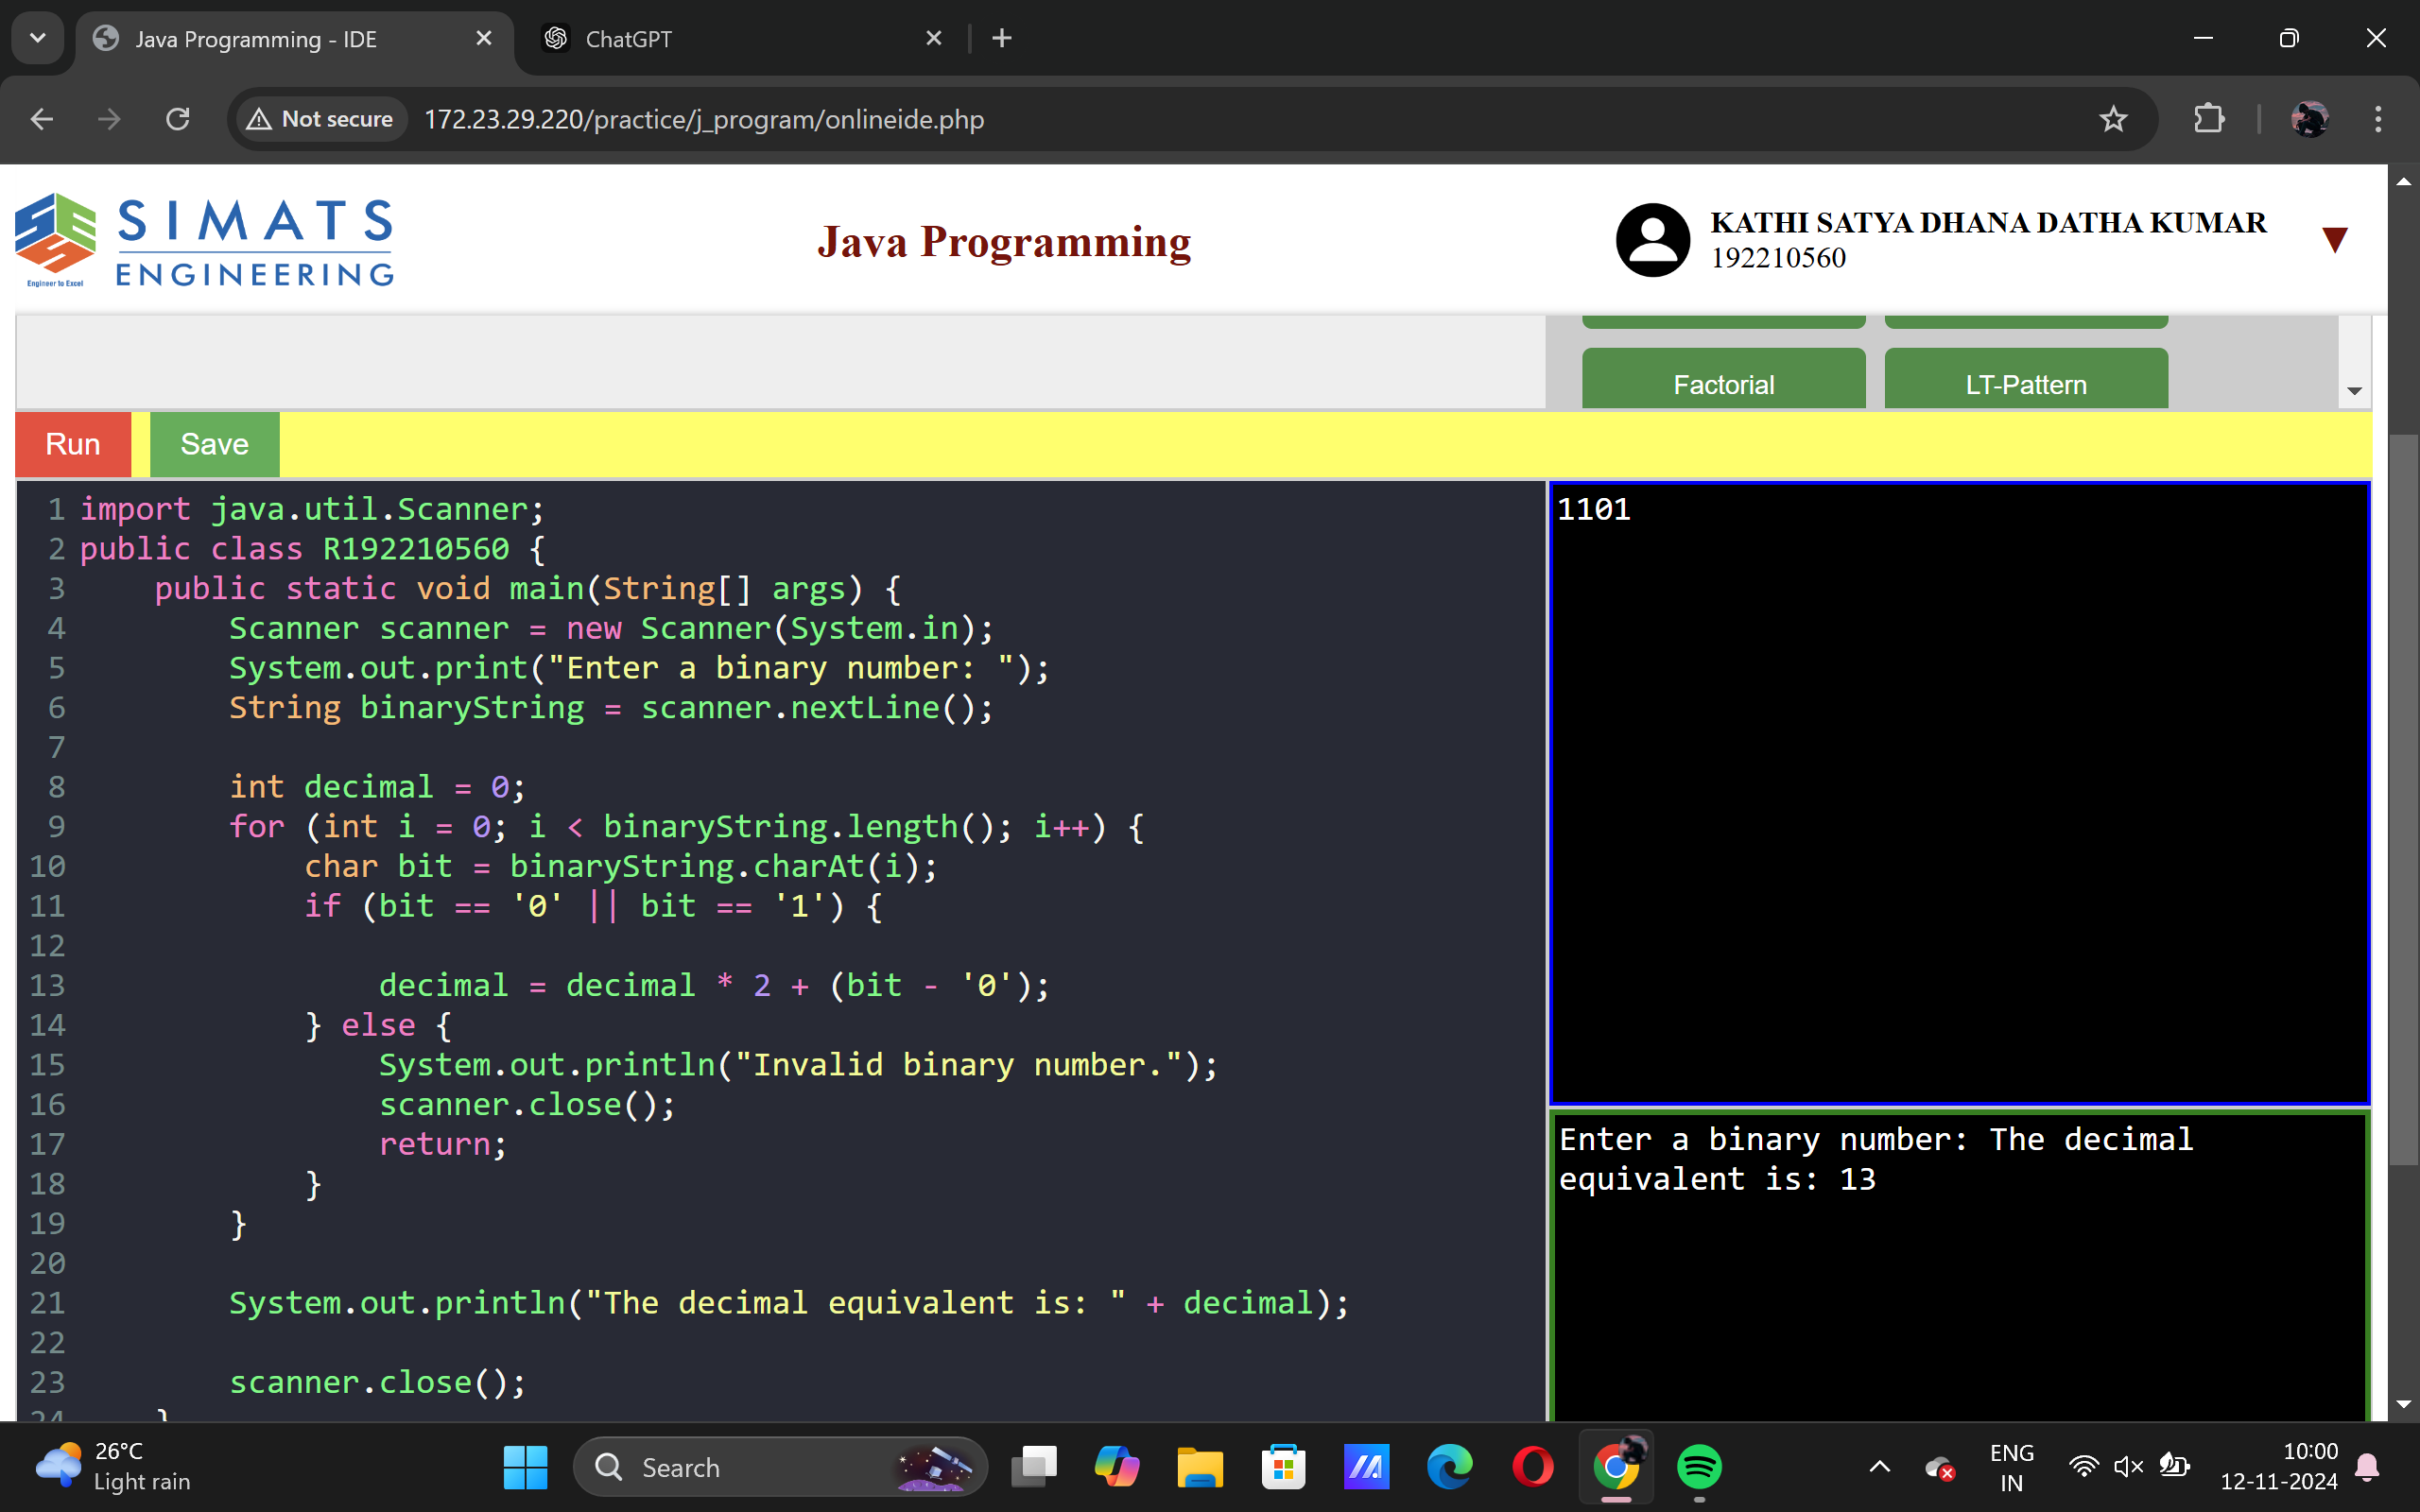 Java Programming - IDE
ChatGPT
Not secure
172.23.29.220/practice/j_program/onlineide.php
SIMATS
ENGINEERING
Engineer to Excel
Java Programming
KATHI SATYA DHANA DATHA KUMAR
192210560
Factorial
LT-Pattern
Run
Save
1 import java.util.Scanner;
2 public class R192210560 {
3     public static void main(String[] args) {
4         Scanner scanner = new Scanner(System.in);
5         System.out.print("Enter a binary number: ");
6         String binaryString = scanner.nextLine();
7
8         int decimal = 0;
9         for (int i = 0; i < binaryString.length(); i++) {
10             char bit = binaryString.charAt(i);
11             if (bit == '0' || bit == '1') {
12
13                 decimal = decimal * 2 + (bit - '0');
14             } else {
15                 System.out.println("Invalid binary number.");
16                 scanner.close();
17                 return;
18             }
19         }
20
21         System.out.println("The decimal equivalent is: " + decimal);
22
23         scanner.close();
24     }
1101
Enter a binary number: The decimal
equivalent is: 13
26°C
Light rain
Search
ENG
IN
10:00
12-11-2024